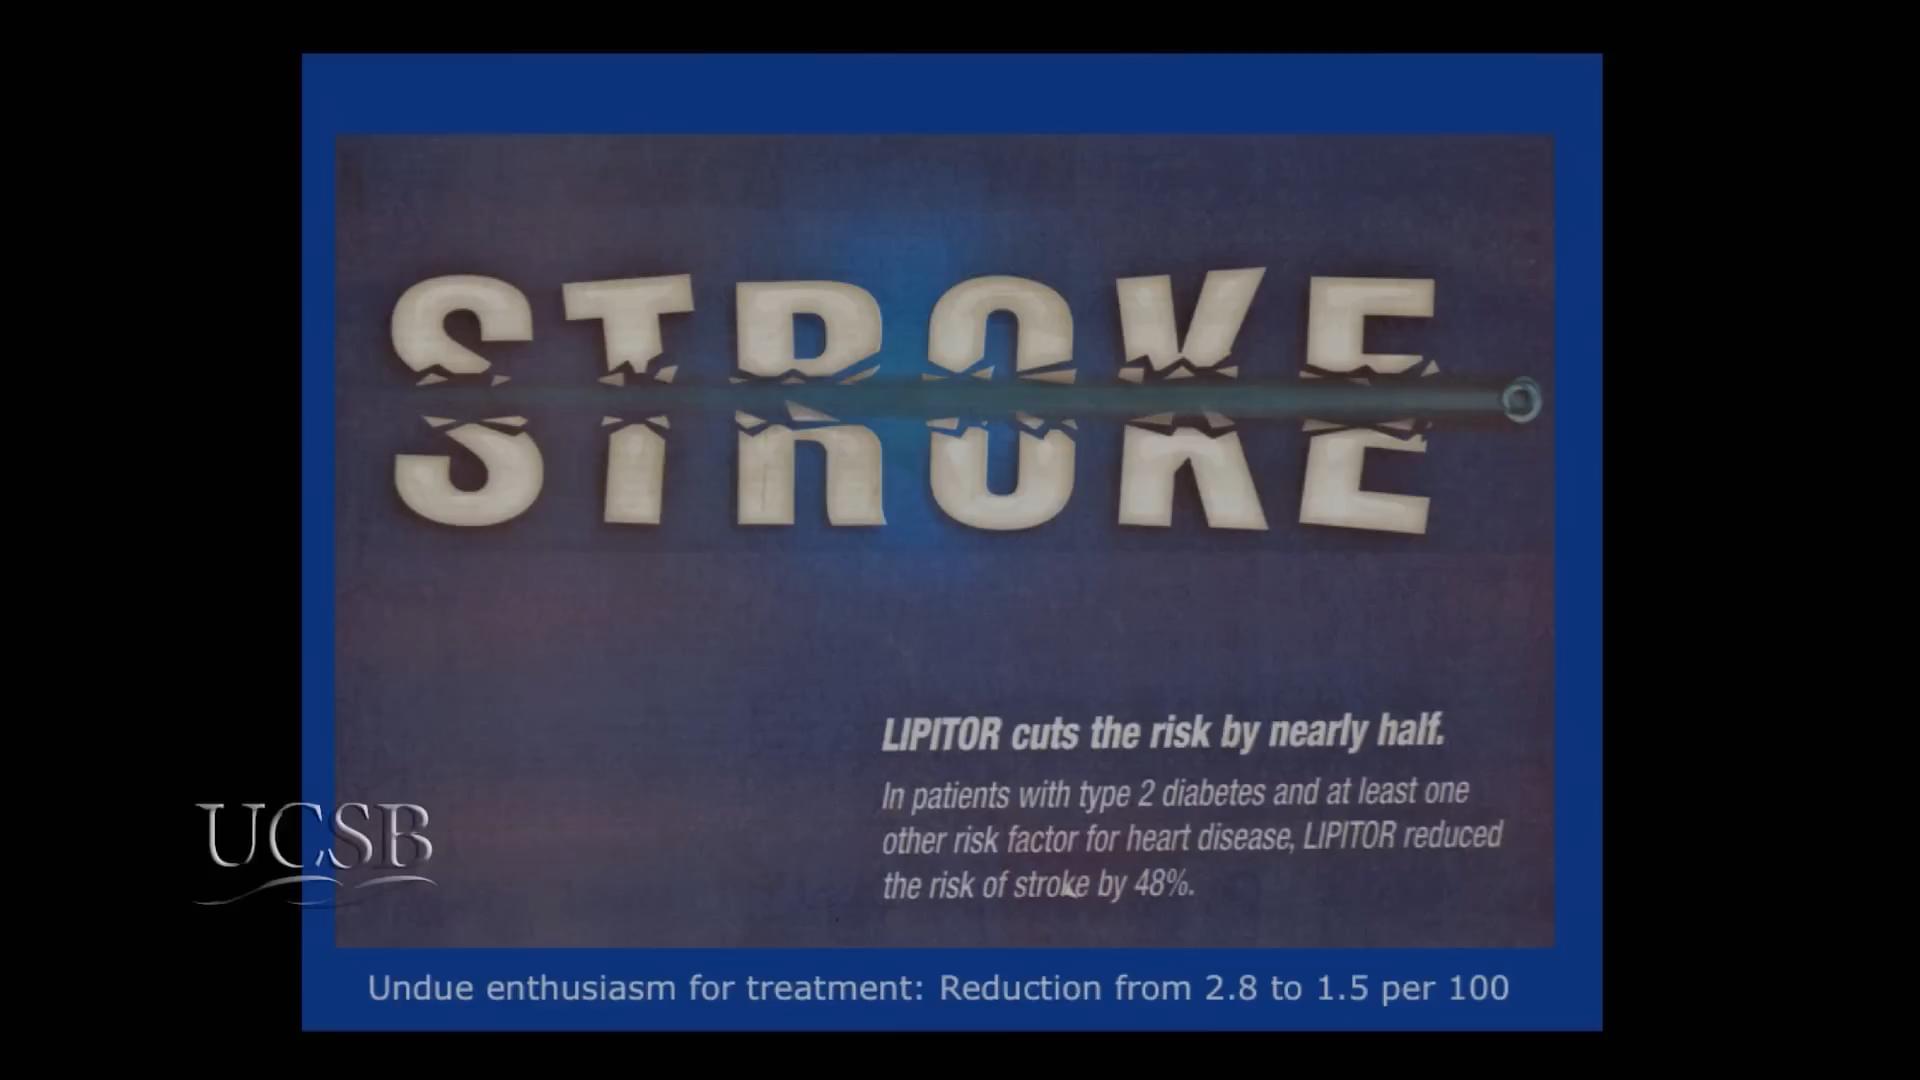 STROKE
LIPITOR cuts the risk by nearly half.
In patients with type 2 diabetes and at least one
other risk factor for heart disease, LIPITOR reduced
the risk of stroke by 48%.
UCSB
Undue enthusiasm for treatment: Reduction from 2.8 to 1.5 per 100